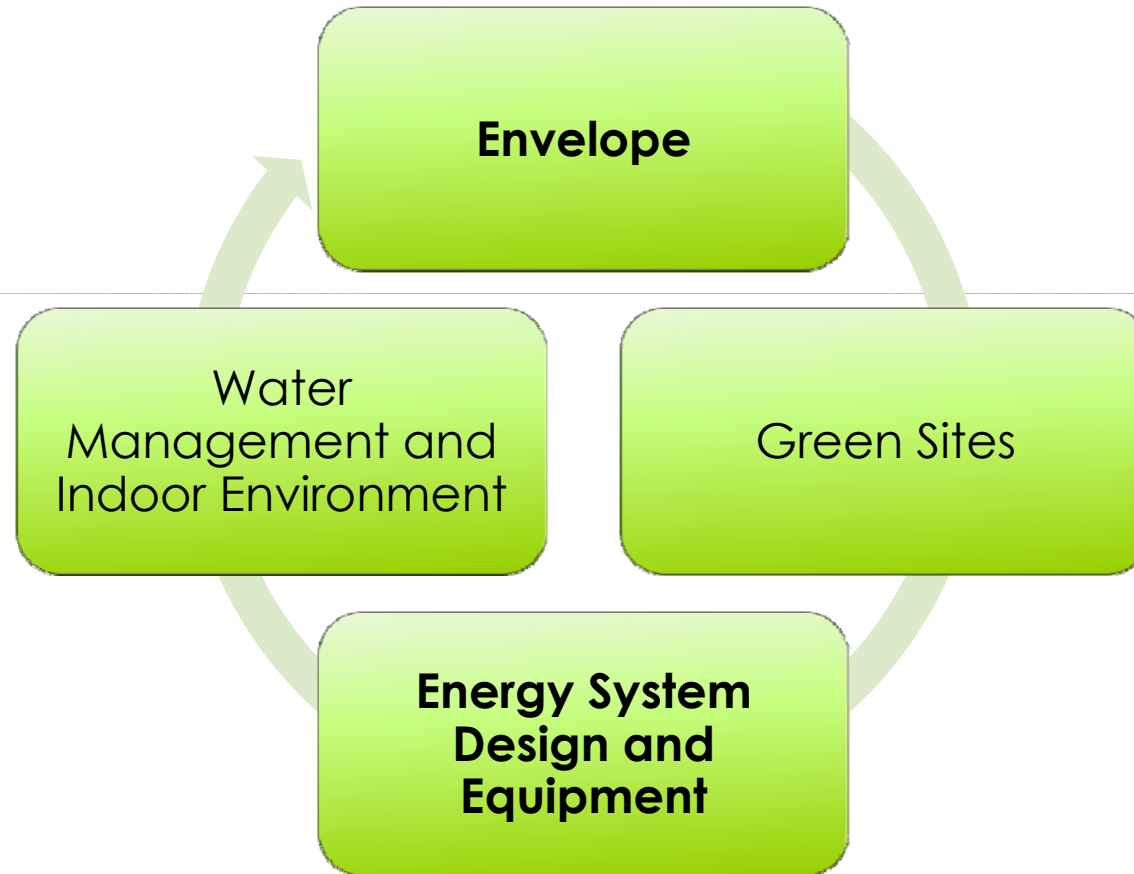 Envelope
Water
Management and
Indoor Environment
Green Sites
Energy System
Design and
Equipment